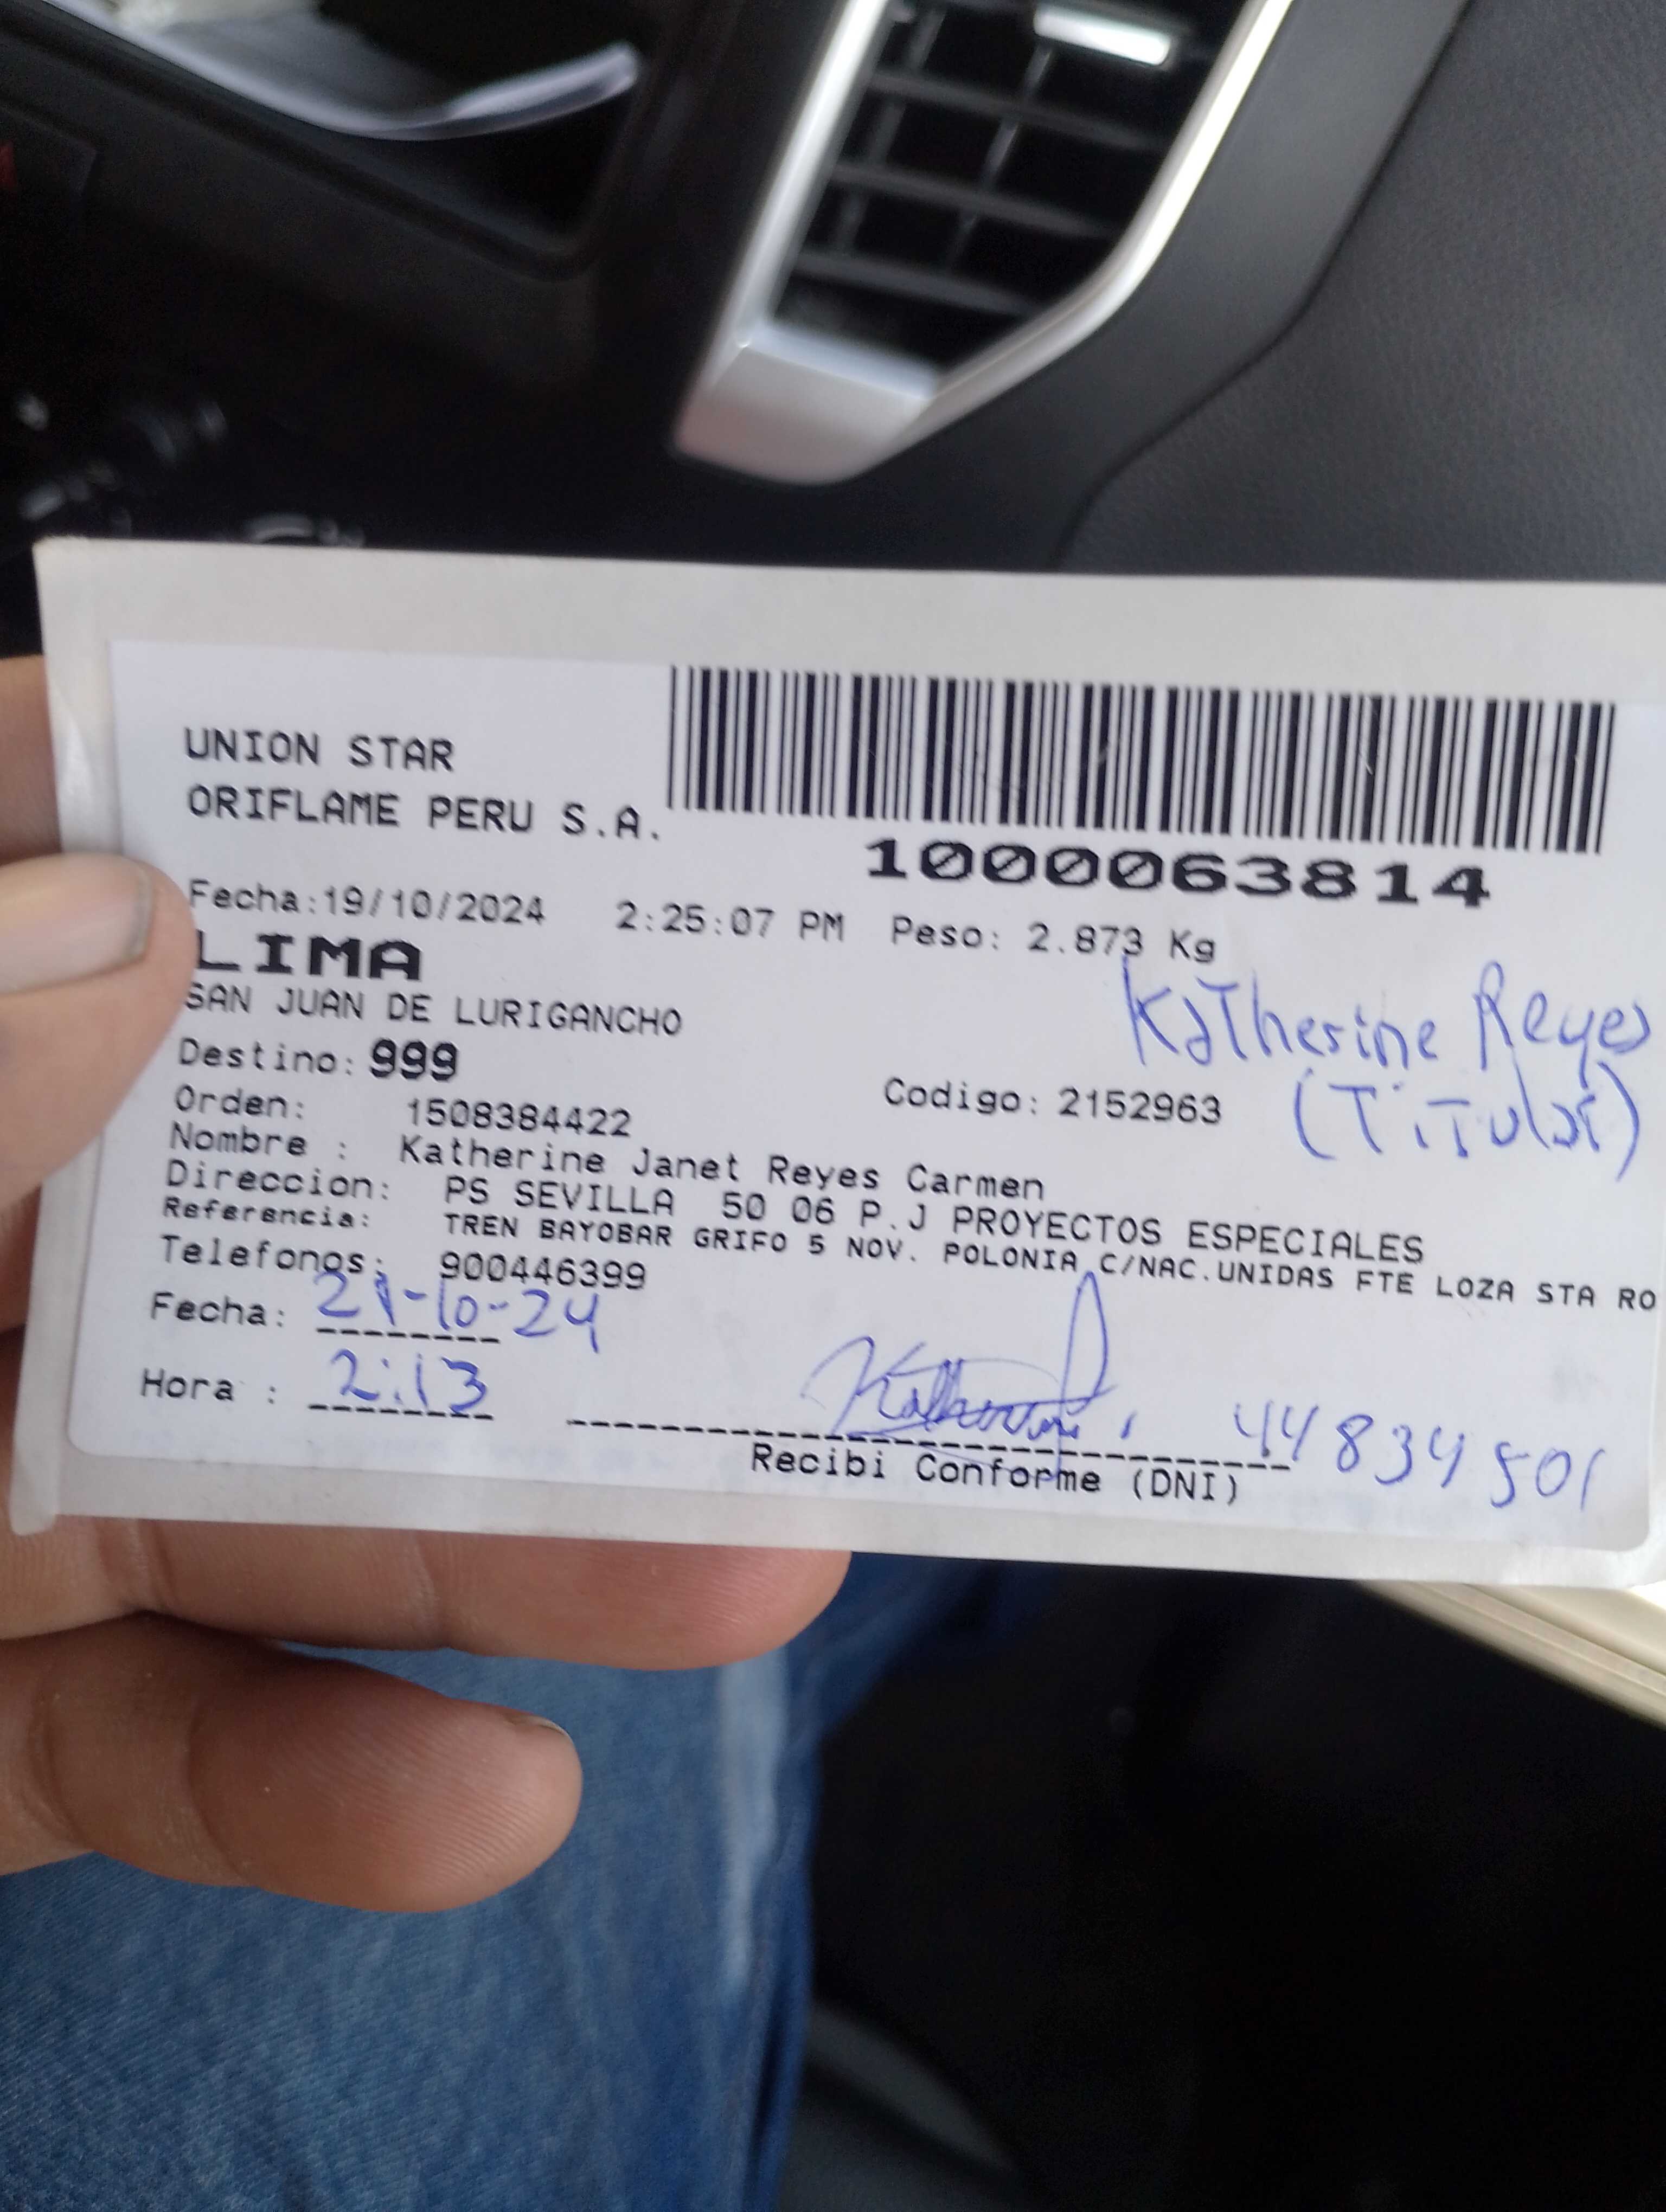 UNION STAR
ORIFLAME PERU S.A.
1000063814
Fecha:19/10/2024 2:25:07 PM Peso: 2.873 Kg
LIMA
SAN JUAN DE LURIGANCHO
Katherine Reyes
(Titular)
Destino: 999
Orden: 1508384422 Codigo: 2152963
Nombre : Katherine Janet Reyes Carmen
Direccion: PS SEVILLA 50 06 P.J PROYECTOS ESPECIALES
Referencia: TREN BAYOBAR GRIFO 5 NOV. POLONIA C/NAC.UNIDAS FTE LOZA STA RO
Telefonos: 900446399
Fecha: 21-10-24
Hora : 2:13
44834501
Recibi Conforme (DNI)